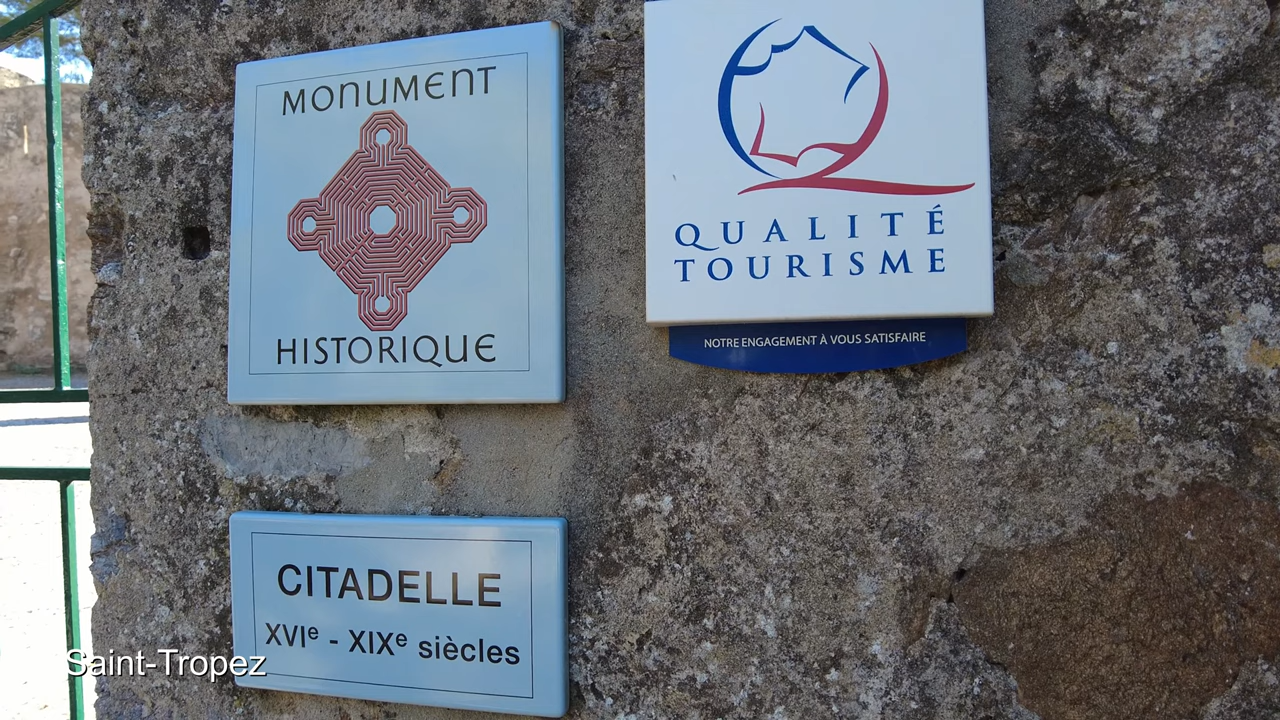 MONUMENT
HISTORIQUE
QUALITÉ
TOURISME
NOTRE ENGAGEMENT À VOUS SATISFAIRE
CITADELLE
XVIe - XIXe siècles
Saint-Tropez